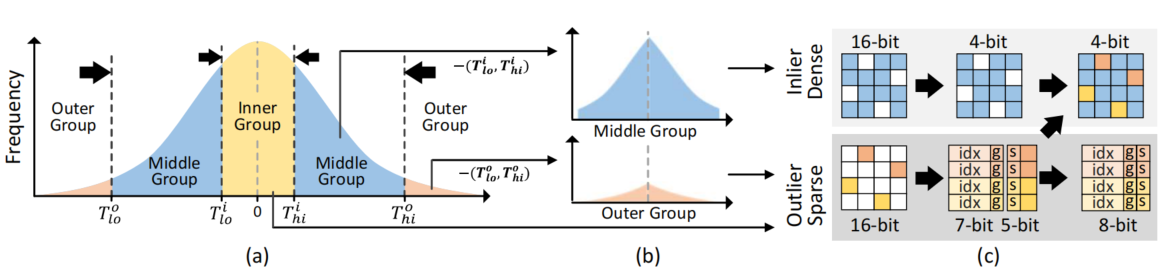 Frequency
Outer
Group
Middle
Group
Inner
Group
Middle
Group
Outer
Group
T^o_lo
T^i_lo
0
T^i_hi
T^o_hi
−(T^i_lo, T^i_hi)
−(T^o_lo, T^o_hi)
(a)
Middle Group
Outer Group
(b)
Inlier
Dense
16-bit
4-bit
4-bit
Outlier
Sparse
idx g s
idx g s
idx g s
idx g s
idx g s
idx g s
idx g s
idx g s
16-bit
7-bit 5-bit
8-bit
(c)